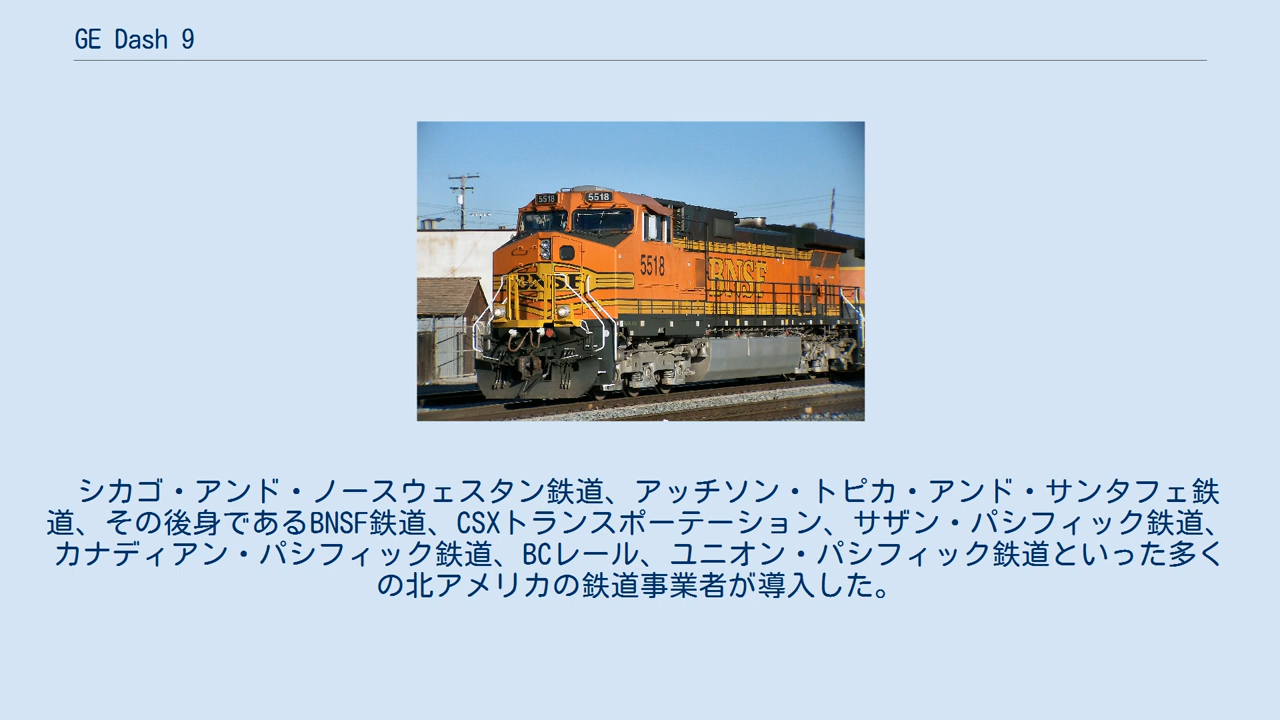 GE Dash 9
5518
5518
5518
BNSF
BNSF
シカゴ・アンド・ノースウェスタン鉄道、アッチソン・トピカ・アンド・サンタフェ鉄
道、その後身であるBNSF鉄道、CSXトランスポーテーション、サザン・パシフィック鉄道、
カナディアン・パシフィック鉄道、BCレール、ユニオン・パシフィック鉄道といった多く
の北アメリカの鉄道事業者が導入した。